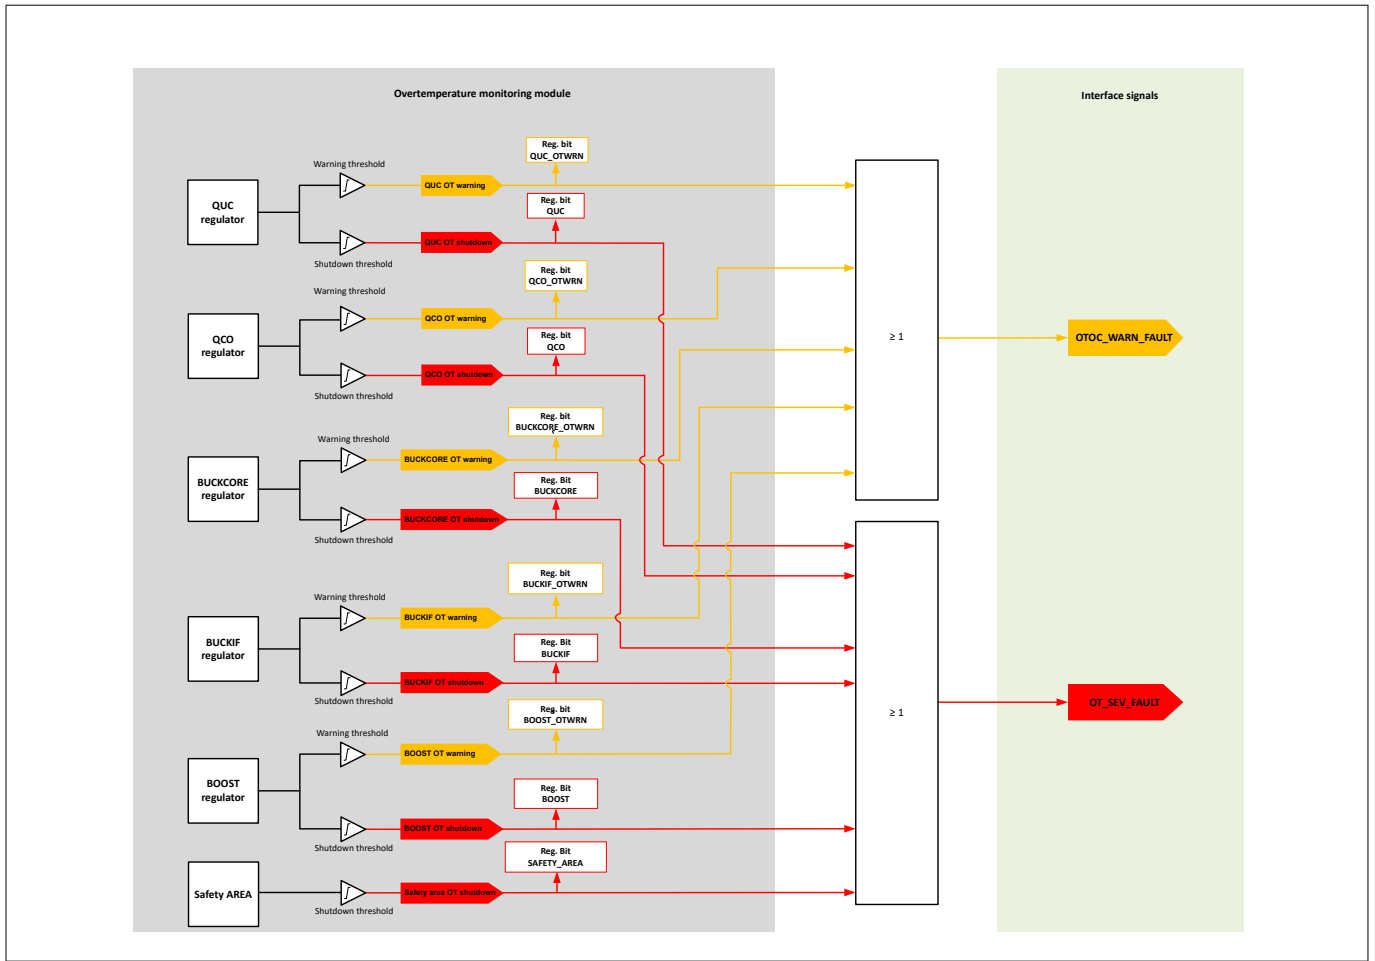 Overtemperature monitoring module
Interface signals
Reg. bit
QUC_OTWRN
Warning threshold
QUC OT warning
QUC
regulator
Reg. bit
QUC
QUC OT shutdown
Shutdown threshold
Reg. bit
QCO_OTWRN
Warning threshold
QCO OT warning
QCO
regulator
Reg. bit
QCO
QCO OT shutdown
Shutdown threshold
≥ 1
OTOC_WARN_FAULT
Reg. bit
BUCKCORE_OTWRN
Warning threshold
BUCKCORE OT warning
BUCKCORE
regulator
Reg. Bit
BUCKCORE
BUCKCORE OT shutdown
Shutdown threshold
Reg. bit
BUCKIF_OTWRN
Warning threshold
BUCKIF OT warning
BUCKIF
regulator
Reg. Bit
BUCKIF
BUCKIF OT shutdown
Shutdown threshold
≥ 1
OT_SEV_FAULT
Reg. bit
BOOST_OTWRN
Warning threshold
BOOST OT warning
BOOST
regulator
Reg. Bit
BOOST
BOOST OT shutdown
Shutdown threshold
Reg. Bit
SAFETY_AREA
Safety AREA
Safety area OT shutdown
Shutdown threshold